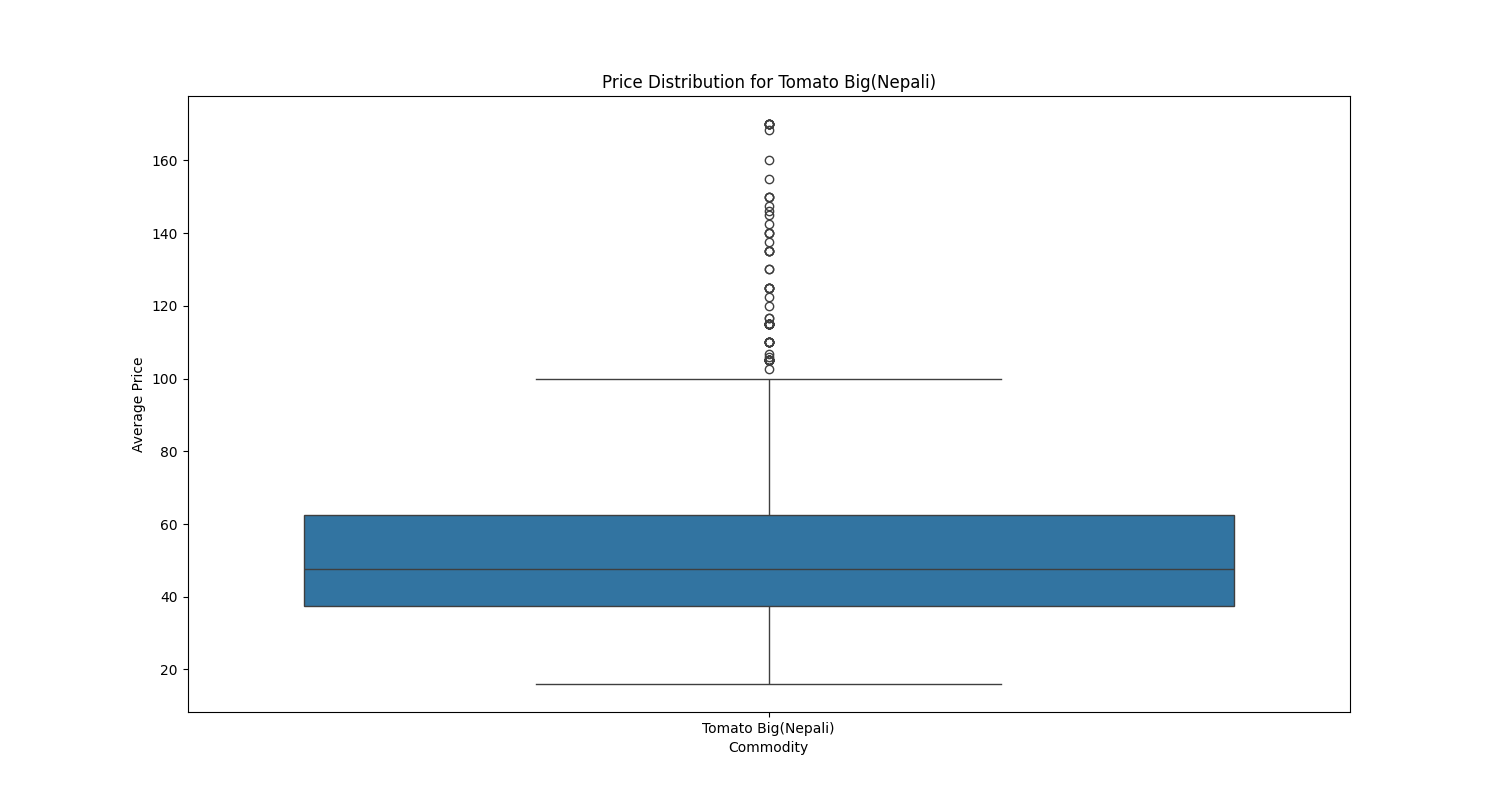 Price Distribution for Tomato Big(Nepali)
160
140
120
100
80
60
40
20
Average Price
Tomato Big(Nepali)
Commodity